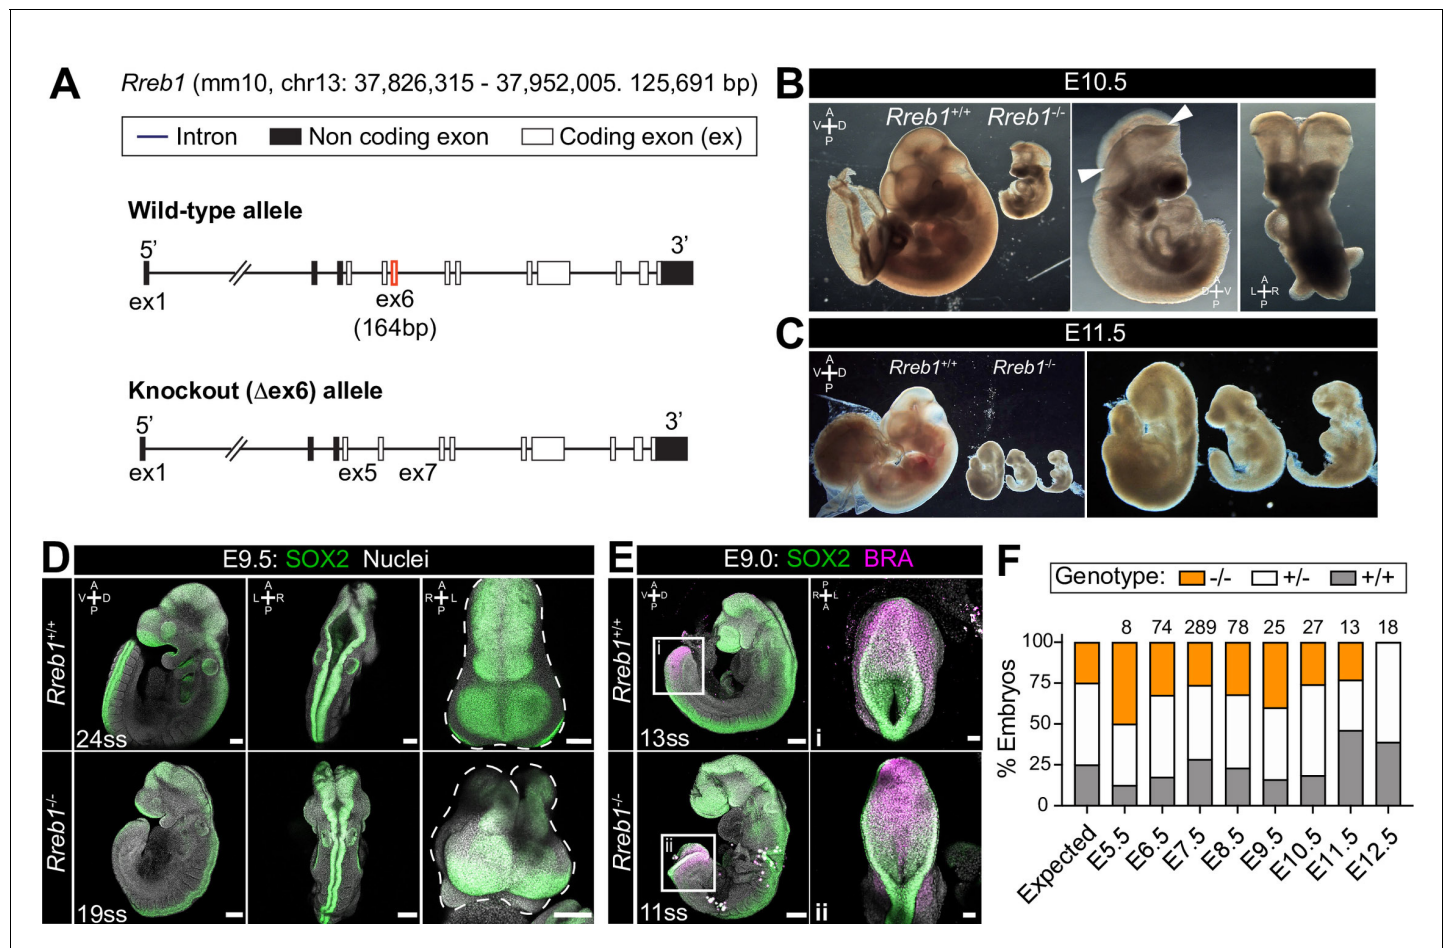 A
Rreb1 (mm10, chr13: 37,826,315 - 37,952,005. 125,691 bp)
Intron Non coding exon Coding exon (ex)
Wild-type allele
5’ 3’
ex1 ex6
(164bp)
Knockout (Δex6) allele
5’ 3’
ex1 ex5 ex7
B
E10.5
A
V D
P
Rreb1+/+ Rreb1-/-
A
D V
P
A
L R
P
C
E11.5
A
V D
P
Rreb1+/+ Rreb1-/-
D
E9.5: SOX2 Nuclei
Rreb1+/+
A
V D
P
24ss
A
L R
P
A
R L
P
Rreb1-/-
19ss
E
E9.0: SOX2 BRA
Rreb1+/+
A
V D
P
i
13ss
P
R L
A
i
Rreb1-/-
ii
11ss
ii
F
Genotype: -/- +/- +/+
8 74 289 78 25 27 13 18
% Embryos
100
75
50
25
0
Expected E5.5 E6.5 E7.5 E8.5 E9.5 E10.5 E11.5 E12.5